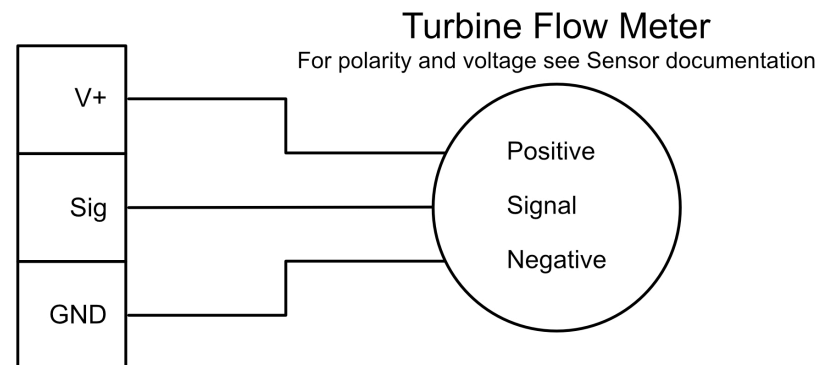 Turbine Flow Meter
For polarity and voltage see Sensor documentation
V+
Positive
Sig
Signal
Negative
GND